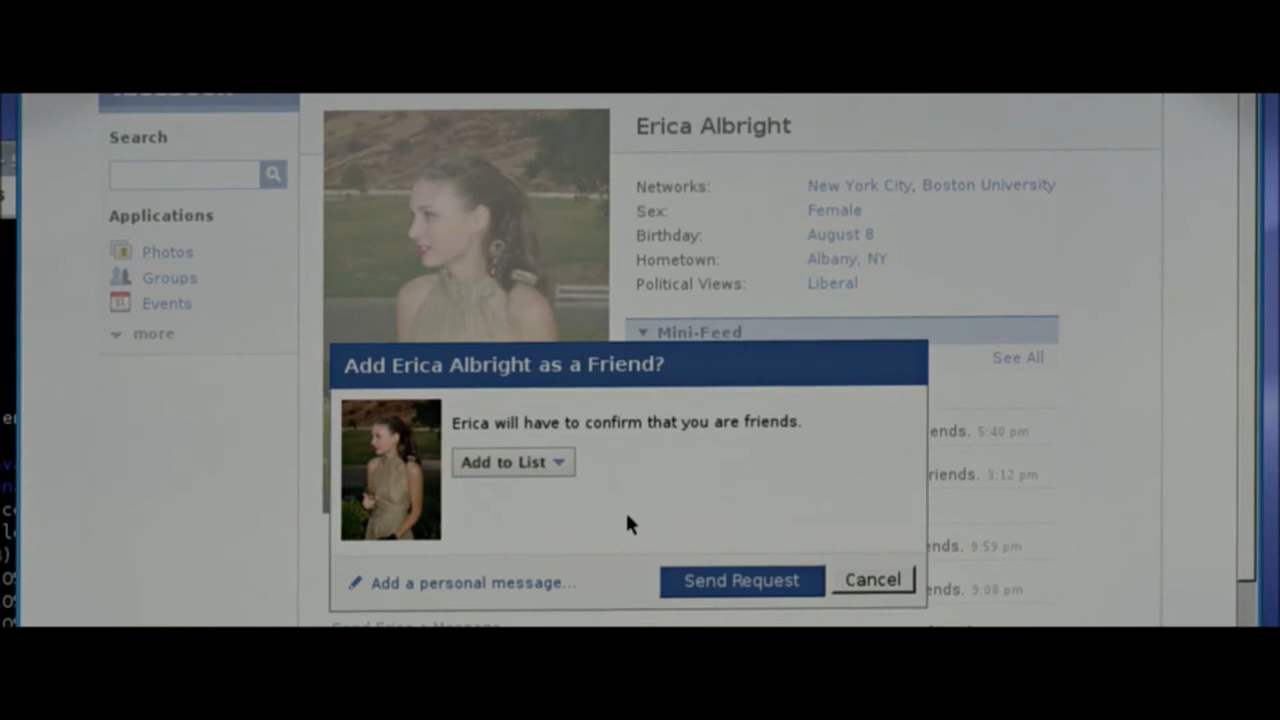 Search
Applications
Photos
Groups
Events
more
Erica Albright
Networks: New York City, Boston University
Sex: Female
Birthday: August 8
Hometown: Albany, NY
Political Views: Liberal
Mini-Feed
See All
Add Erica Albright as a Friend?
Erica will have to confirm that you are friends.
Add to List
ends. 5:40 pm
riends. 3:12 pm
ends. 9:59 pm
ends. 9:08 pm
Add a personal message...
Send Request
Cancel